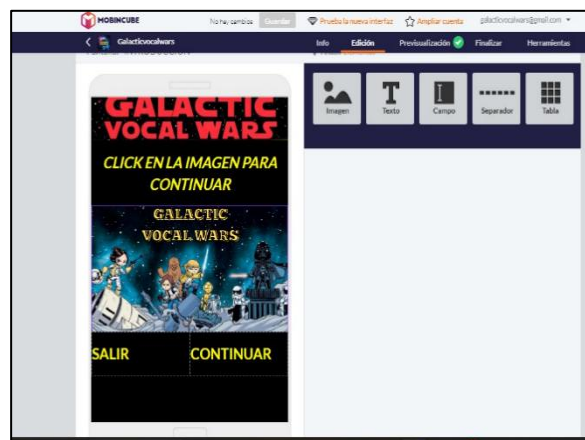 MOBINCUBE
No hay cambios
Guardar
Prueba la nueva interfaz
Ampliar cuenta
galacticvocalwars@gmail.com
Galacticvocalwars
Info
Edición
Previsualización
Finalizar
Herramientas
Imagen
Texto
Campo
Separador
Tabla
GALACTIC
VOCAL WARS
CLICK EN LA IMAGEN PARA
CONTINUAR
GALACTIC
VOCAL WARS
SALIR
CONTINUAR